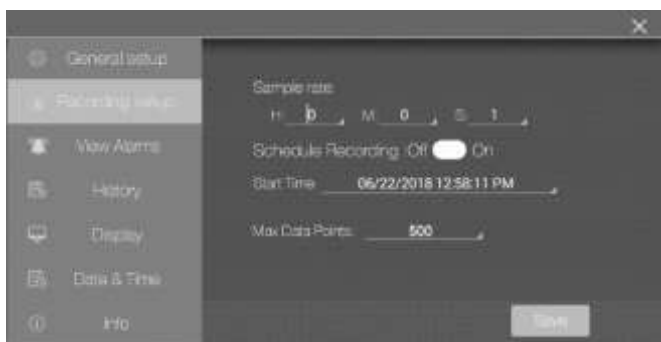 General setup
Recording setup
View Alarms
History
Display
Date & Time
Info
Sample rate
H: 0 M: 0 S: 1
Schedule Recording Off On
Start Time 06/22/2018 12:58:11 PM
Max Data Points: 500
Save